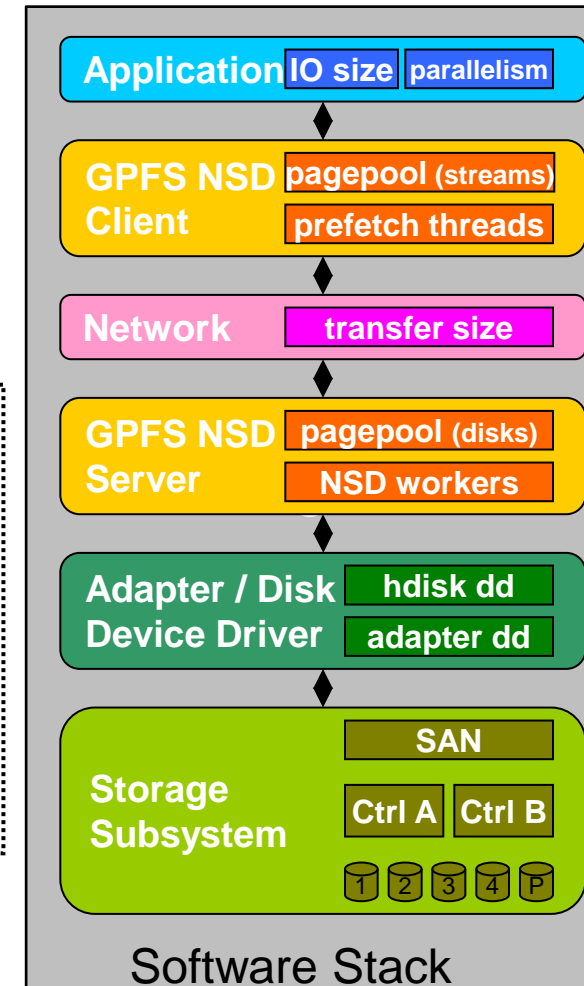 Application IO size parallelism
GPFS NSD pagepool (streams)
Client prefetch threads
Network transfer size
GPFS NSD pagepool (disks)
Server NSD workers
Adapter / Disk hdisk dd
Device Driver adapter dd
SAN
Storage
Subsystem
Ctrl A Ctrl B
1 2 3 4 P
Software Stack